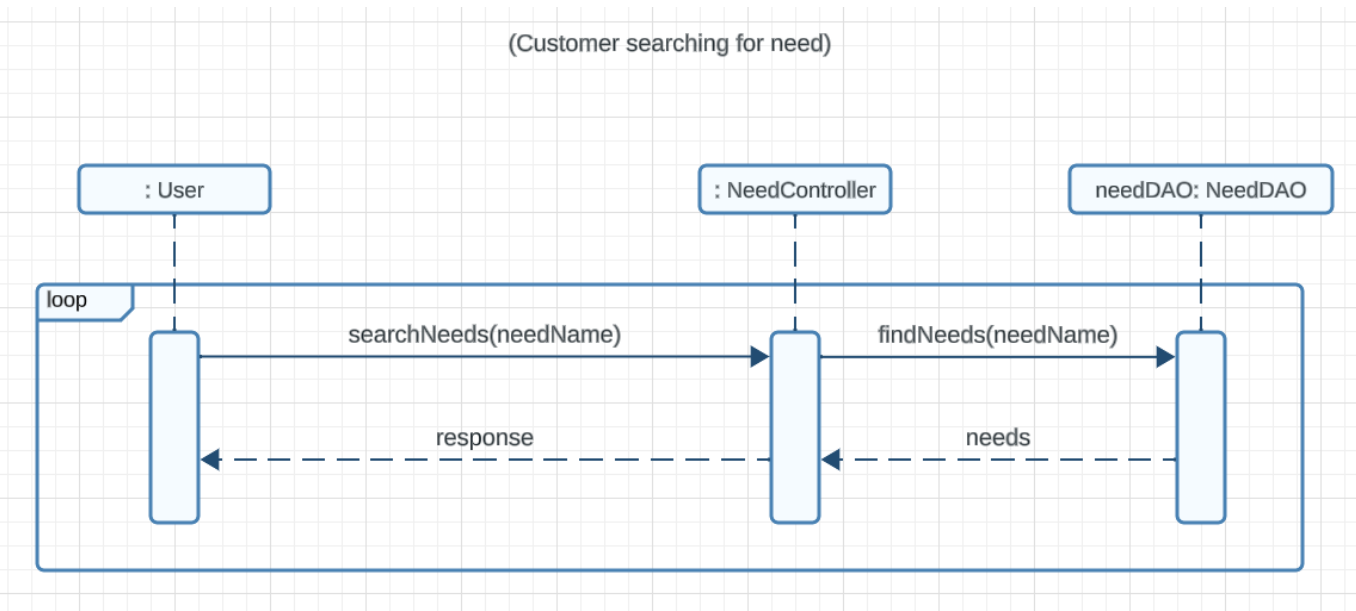 (Customer searching for need)
: User
: NeedController
needDAO: NeedDAO
loop
searchNeeds(needName)
findNeeds(needName)
response
needs